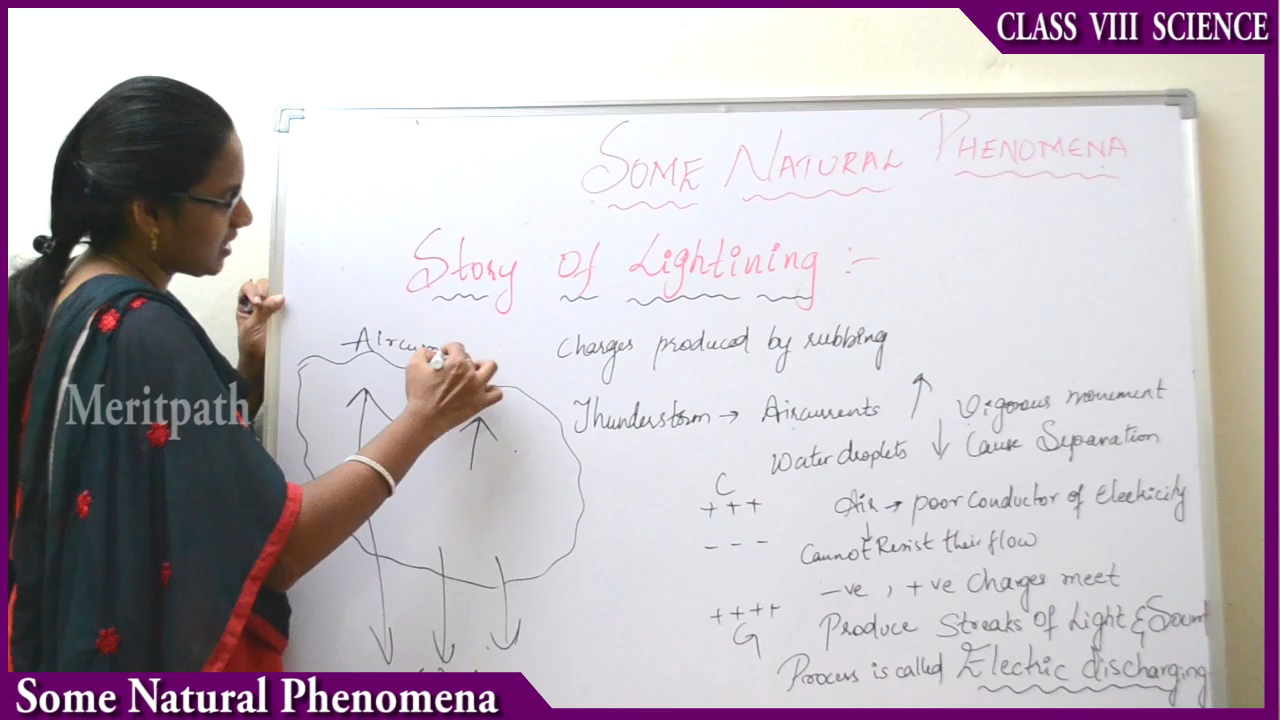 CLASS VIII SCIENCE
SOME NATURAL PHENOMENA
Story Of Lightining :-
Aircurr
Charges produced by rubbing
Thunderstorm → Aircurrents ↑ Vigorous movement
Water droplets ↓ Cause Separation
C
+ + +
Air → poor conductor of Electricity
- - -
Cannot Resist their flow
-ve, +ve Charges meet
+ + + +
G
Produce Streaks of Light & Sound
Process is called Electric discharging
Meritpath
Some Natural Phenomena